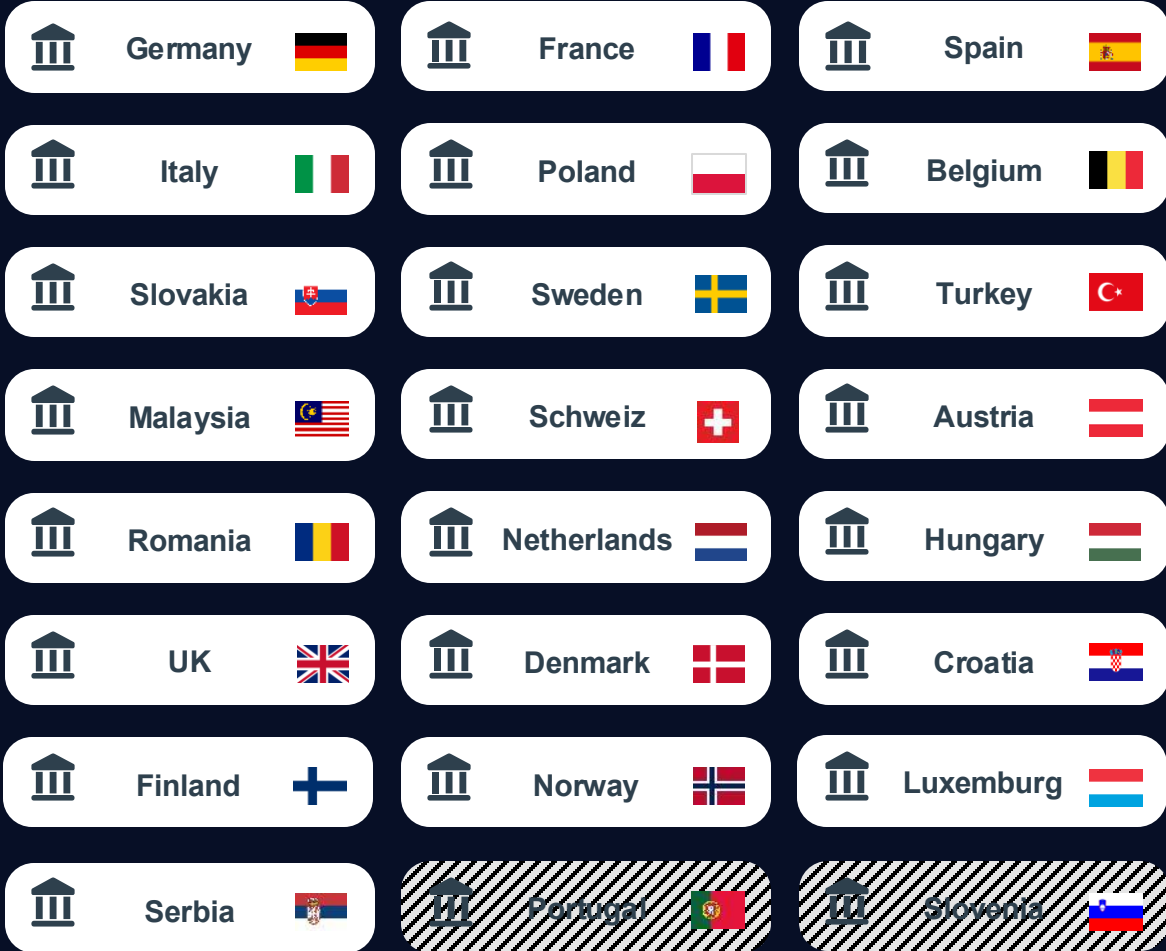 Germany
France
Spain
Italy
Poland
Belgium
Slovakia
Sweden
Turkey
Malaysia
Schweiz
Austria
Romania
Netherlands
Hungary
UK
Denmark
Croatia
Finland
Norway
Luxemburg
Serbia
Portugal
Slovenia